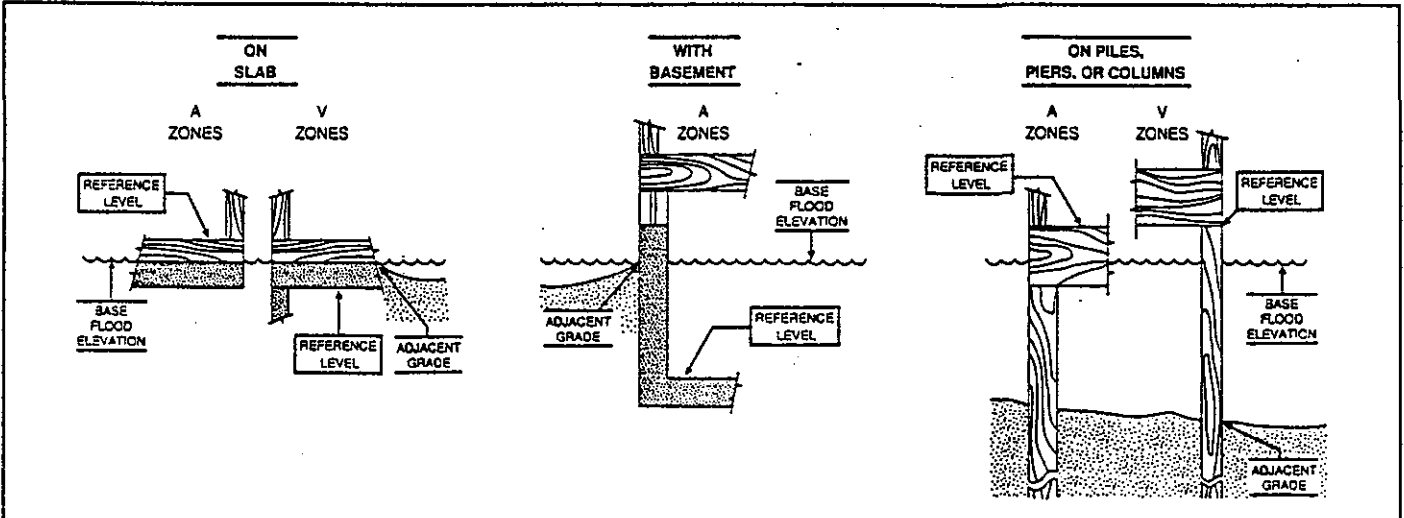 ON
SLAB
A
ZONES
V
ZONES
REFERENCE
LEVEL
BASE
FLOOD
ELEVATION
REFERENCE
LEVEL
ADJACENT
GRADE
WITH
BASEMENT
A
ZONES
BASE
FLOOD
ELEVATION
ADJACENT
GRADE
REFERENCE
LEVEL
ON PILES,
PIERS, OR COLUMNS
A
ZONES
V
ZONES
REFERENCE
LEVEL
REFERENCE
LEVEL
BASE
FLOOD
ELEVATION
ADJACENT
GRADE